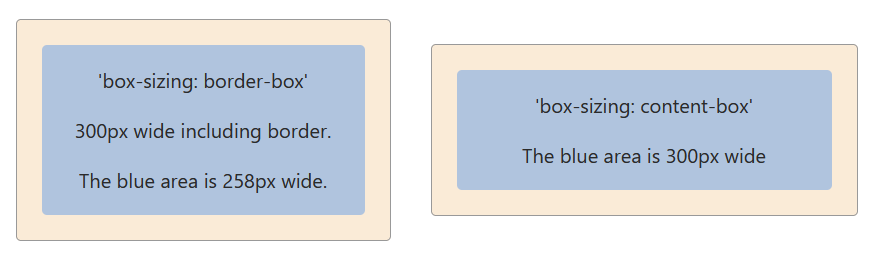 'box-sizing: border-box'
300px wide including border.
The blue area is 258px wide.
'box-sizing: content-box'
The blue area is 300px wide